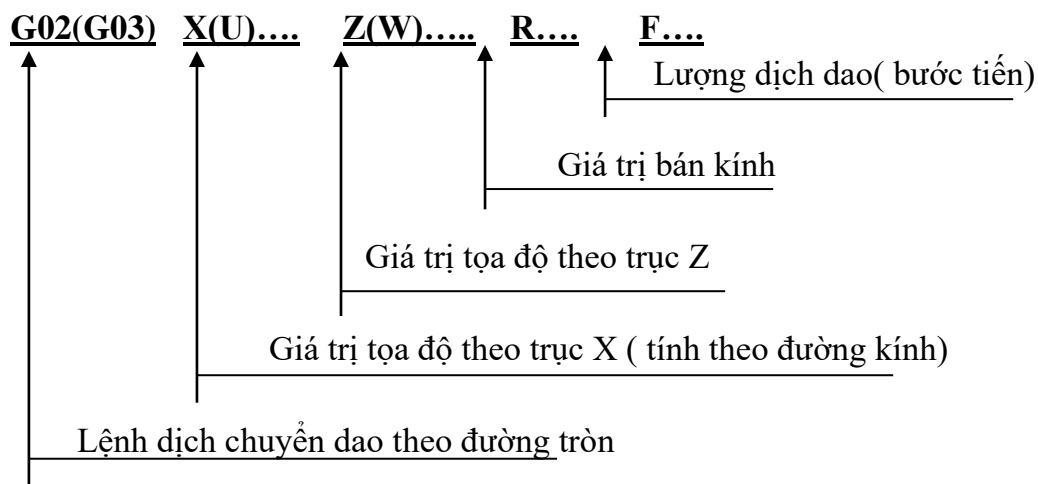 G02(G03) X(U)…. Z(W)….. R…. F….
Lượng dịch dao( bước tiến)
Giá trị bán kính
Giá trị tọa độ theo trục Z
Giá trị tọa độ theo trục X ( tính theo đường kính)
Lệnh dịch chuyển dao theo đường tròn